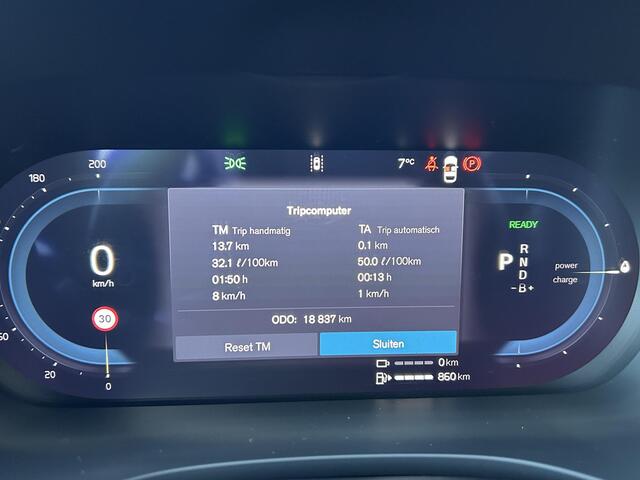 200
180
7°C
Tripcomputer
TM Trip handmatig
TA Trip automatisch
13.7 km
0.1 km
32.1 ℓ/100km
50.0 ℓ/100km
01:50 h
00:13 h
8 km/h
1 km/h
ODO: 18 837 km
Reset TM
Sluiten
0
km/h
30
20
0
READY
P
R
N
D
-B+
power
charge
0 km
860 km